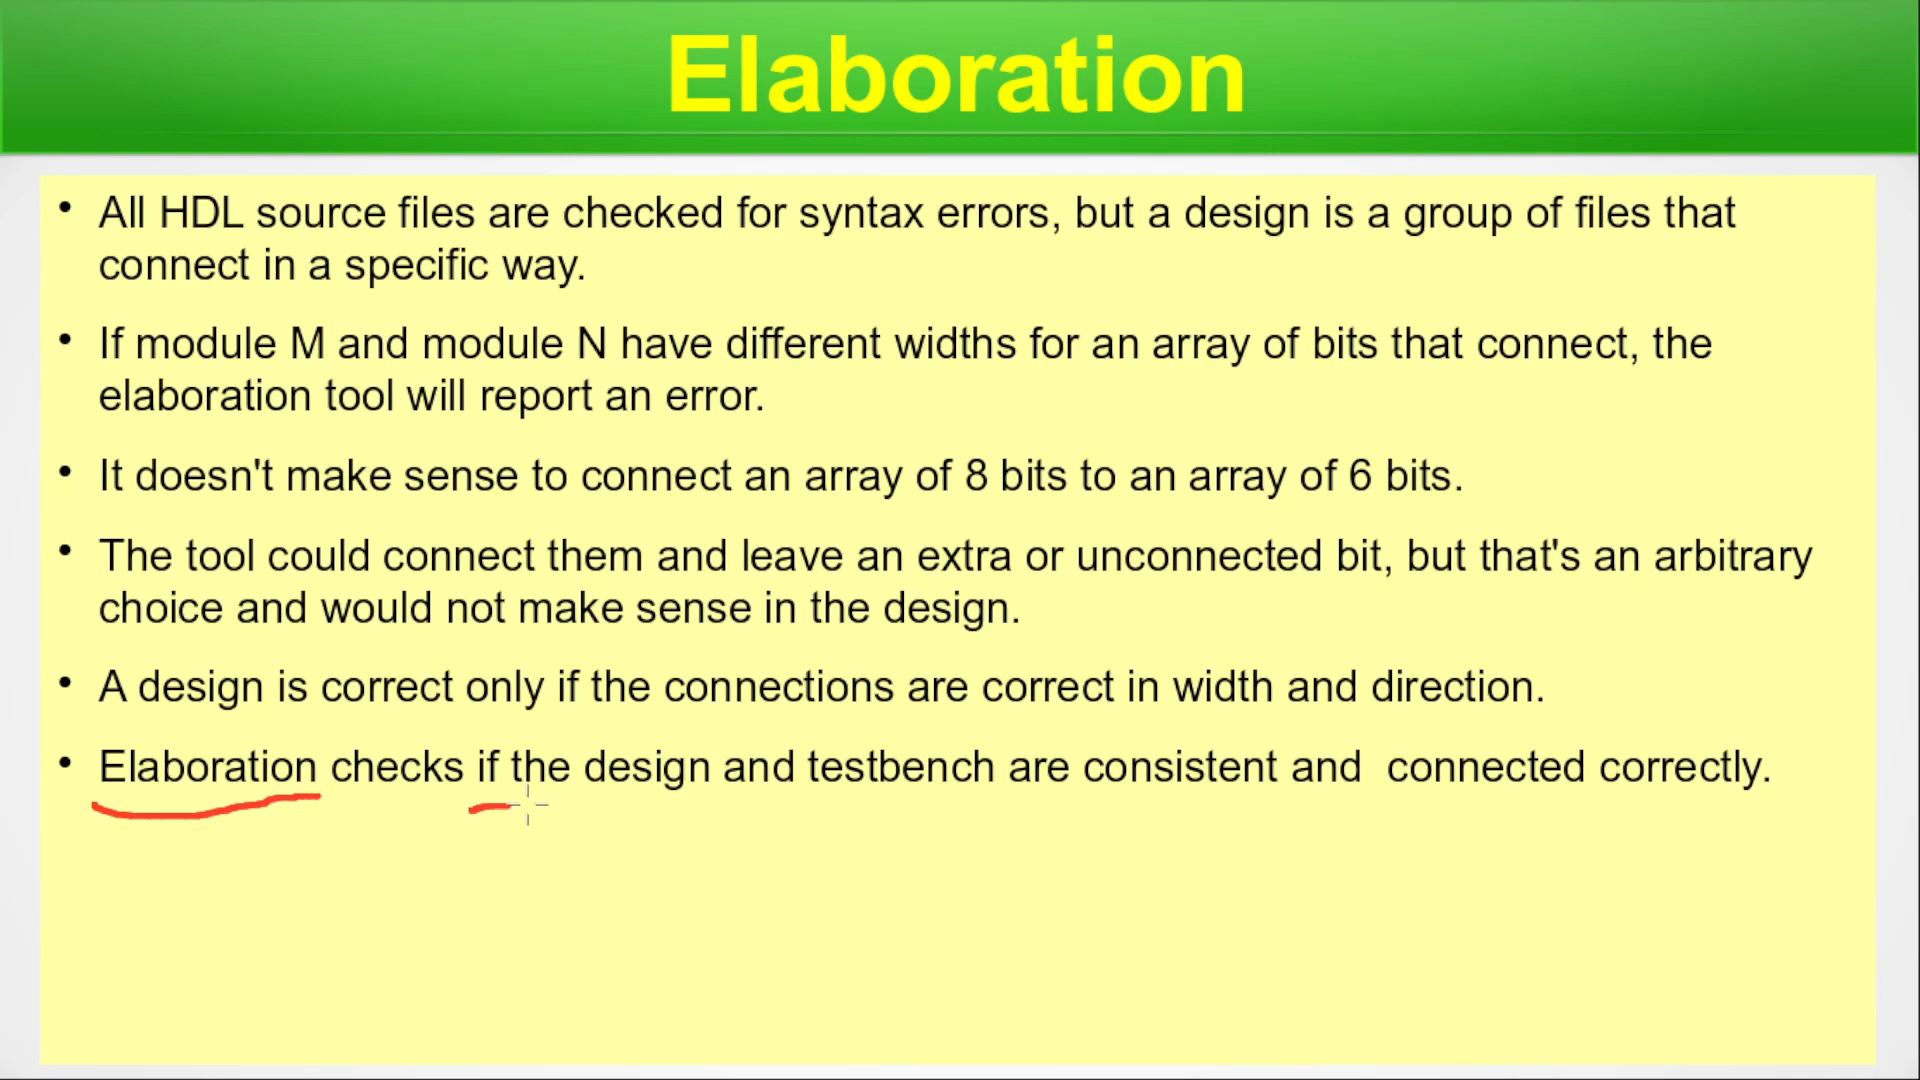 Elaboration
• All HDL source files are checked for syntax errors, but a design is a group of files that
connect in a specific way.
• If module M and module N have different widths for an array of bits that connect, the
elaboration tool will report an error.
• It doesn't make sense to connect an array of 8 bits to an array of 6 bits.
• The tool could connect them and leave an extra or unconnected bit, but that's an arbitrary
choice and would not make sense in the design.
• A design is correct only if the connections are correct in width and direction.
• Elaboration checks if the design and testbench are consistent and  connected correctly.